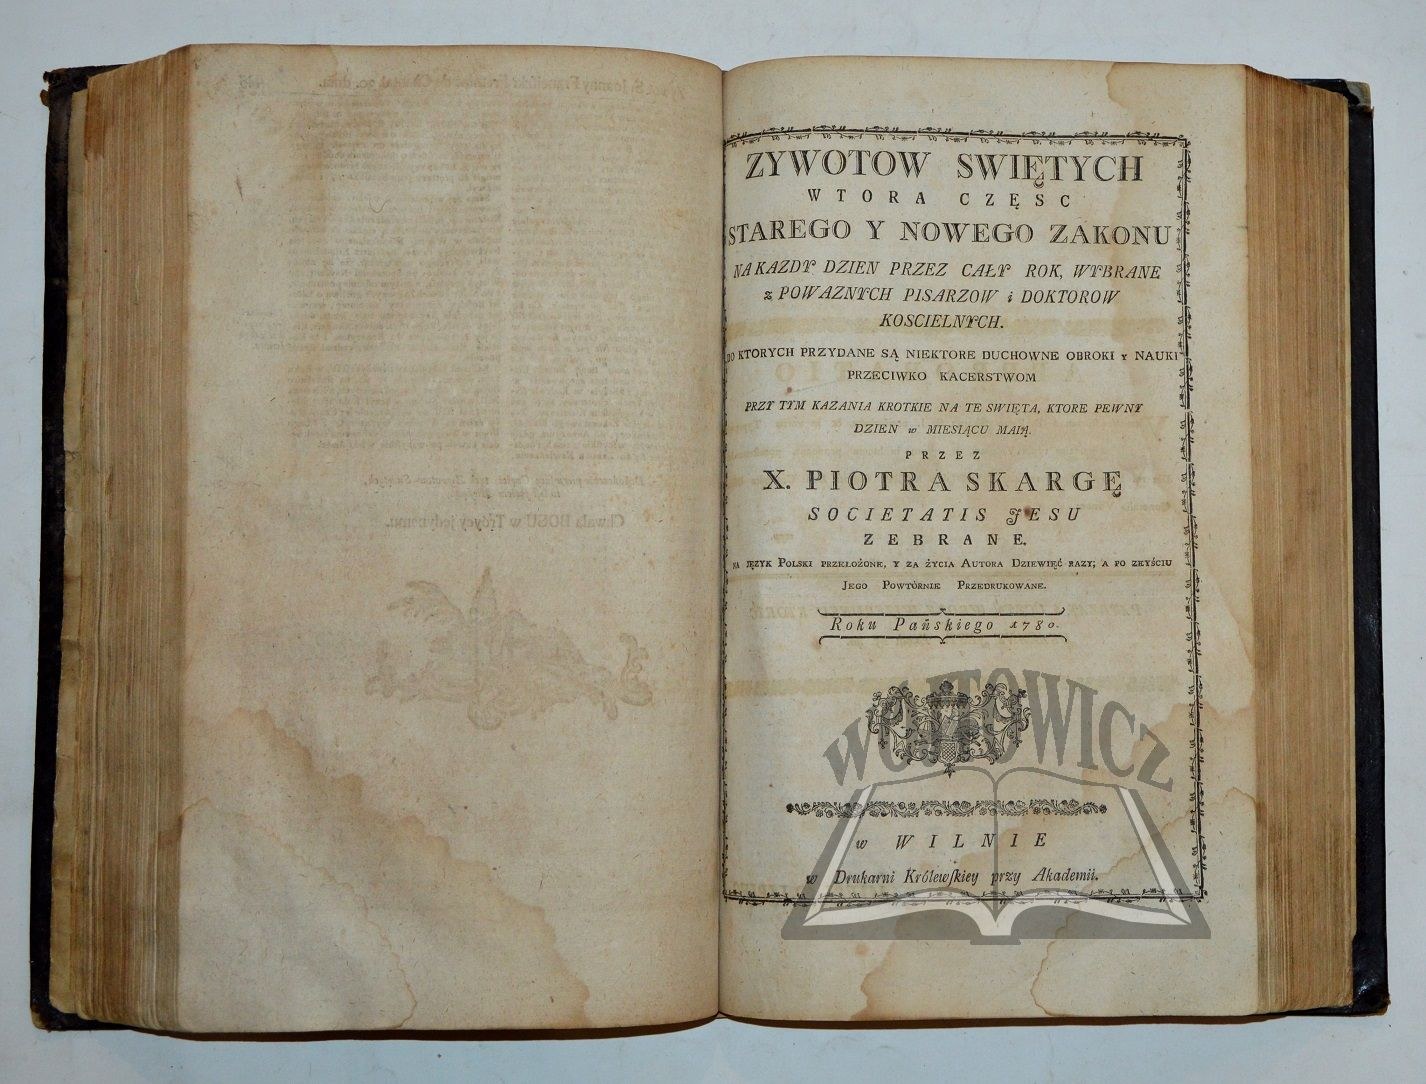 ZYWOTOW SWIĘTYCH
WTORA CZĘSC
STAREGO Y NOWEGO ZAKONU
NA KAZDY DZIEN PRZEZ CAŁY ROK, WYBRANE
z POWAZNYCH PISARZOW i DOKTOROW
KOSCIELNYCH.
DO KTORYCH PRZYDANE SĄ NIEKTORE DUCHOWNE OBROKI Y NAUKI
PRZECIWKO KACERSTWOM
PRZY TYM KAZANIA KROTKIE NA TE SWIĘTA, KTORE PEWNY
DZIEN w MIESIĄCU MAIĄ.
PRZEZ
X. PIOTRA SKARGĘ
SOCIETATIS JESU
ZEBRANE.
NA JĘZYK POLSKI PRZEŁOŻONE, Y ZA ŻYCIA AUTORA DZIEWIĘĆ RAZY; A PO ZEYŚCIU
JEGO POWTÓRNIE PRZEDRUKOWANE.
Roku Pańskiego 1780.
WÓJTOWICZ
w WILNIE
w Drukarni Królewſkiey przy Akademii.